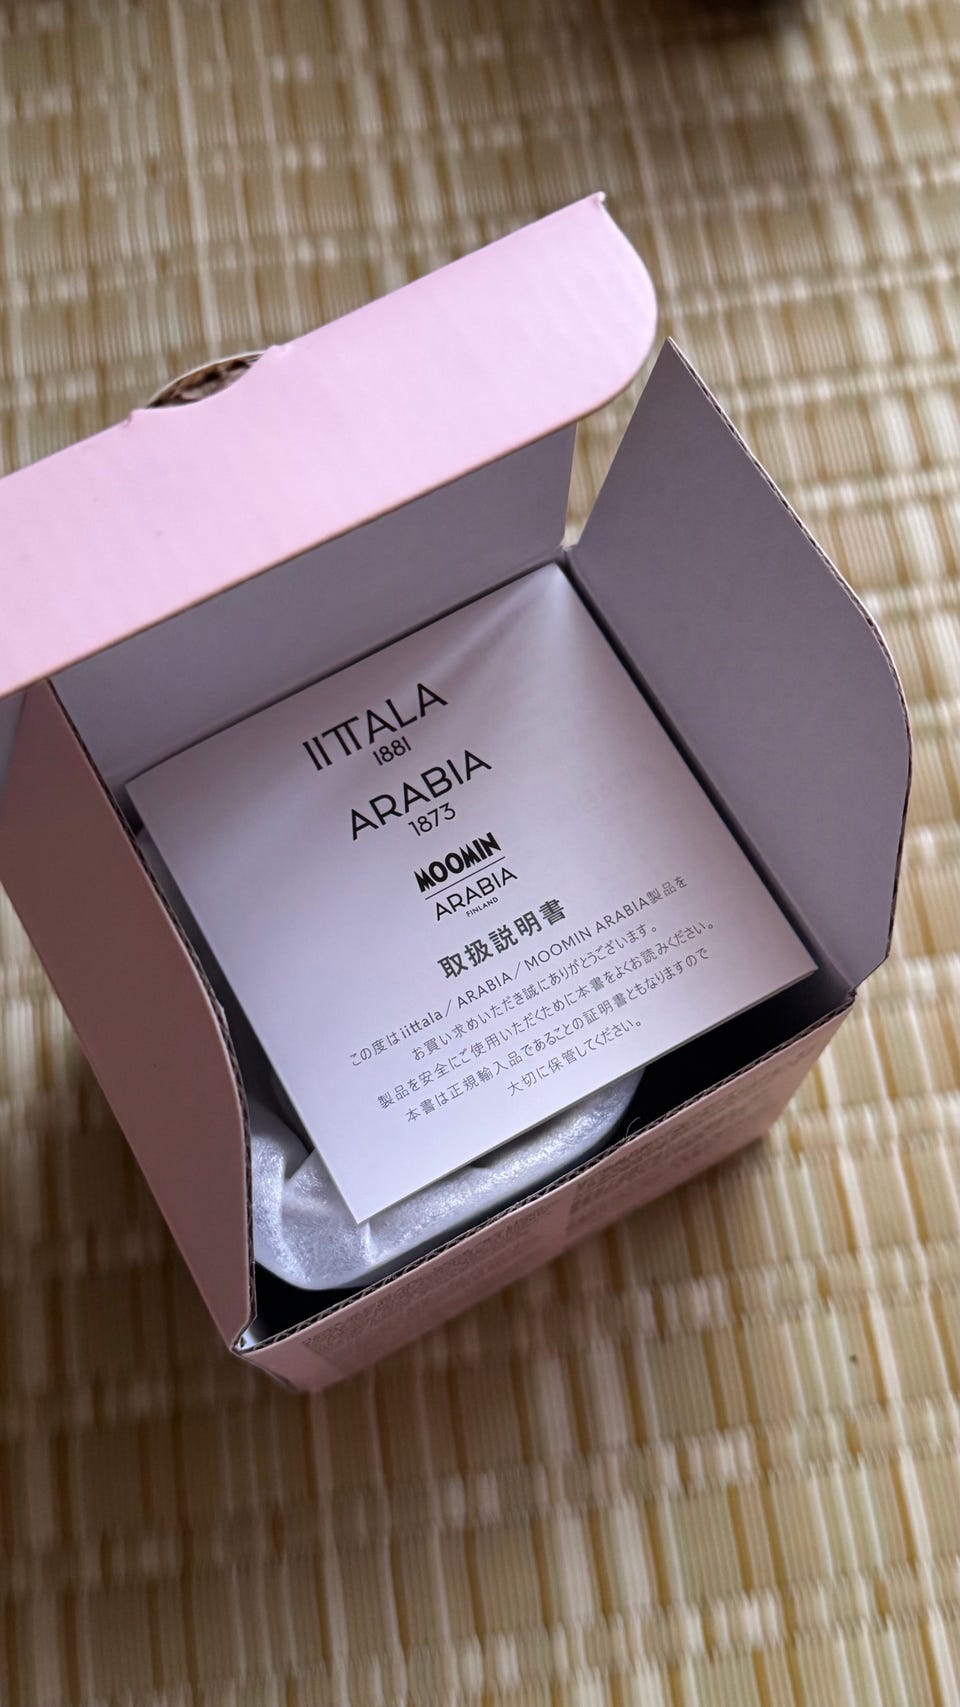 IITTALA
1881
ARABIA
1873
MOOMIN
ARABIA
FINLAND
取扱説明書
この度はiittala/ARABIA/MOOMIN ARABIA製品を
お買い求めいただき誠にありがとうございます。
製品を安全にご使用いただくために本書をよくお読みください。
本書は正規輸入品であることの証明書ともなりますので
大切に保管してください。